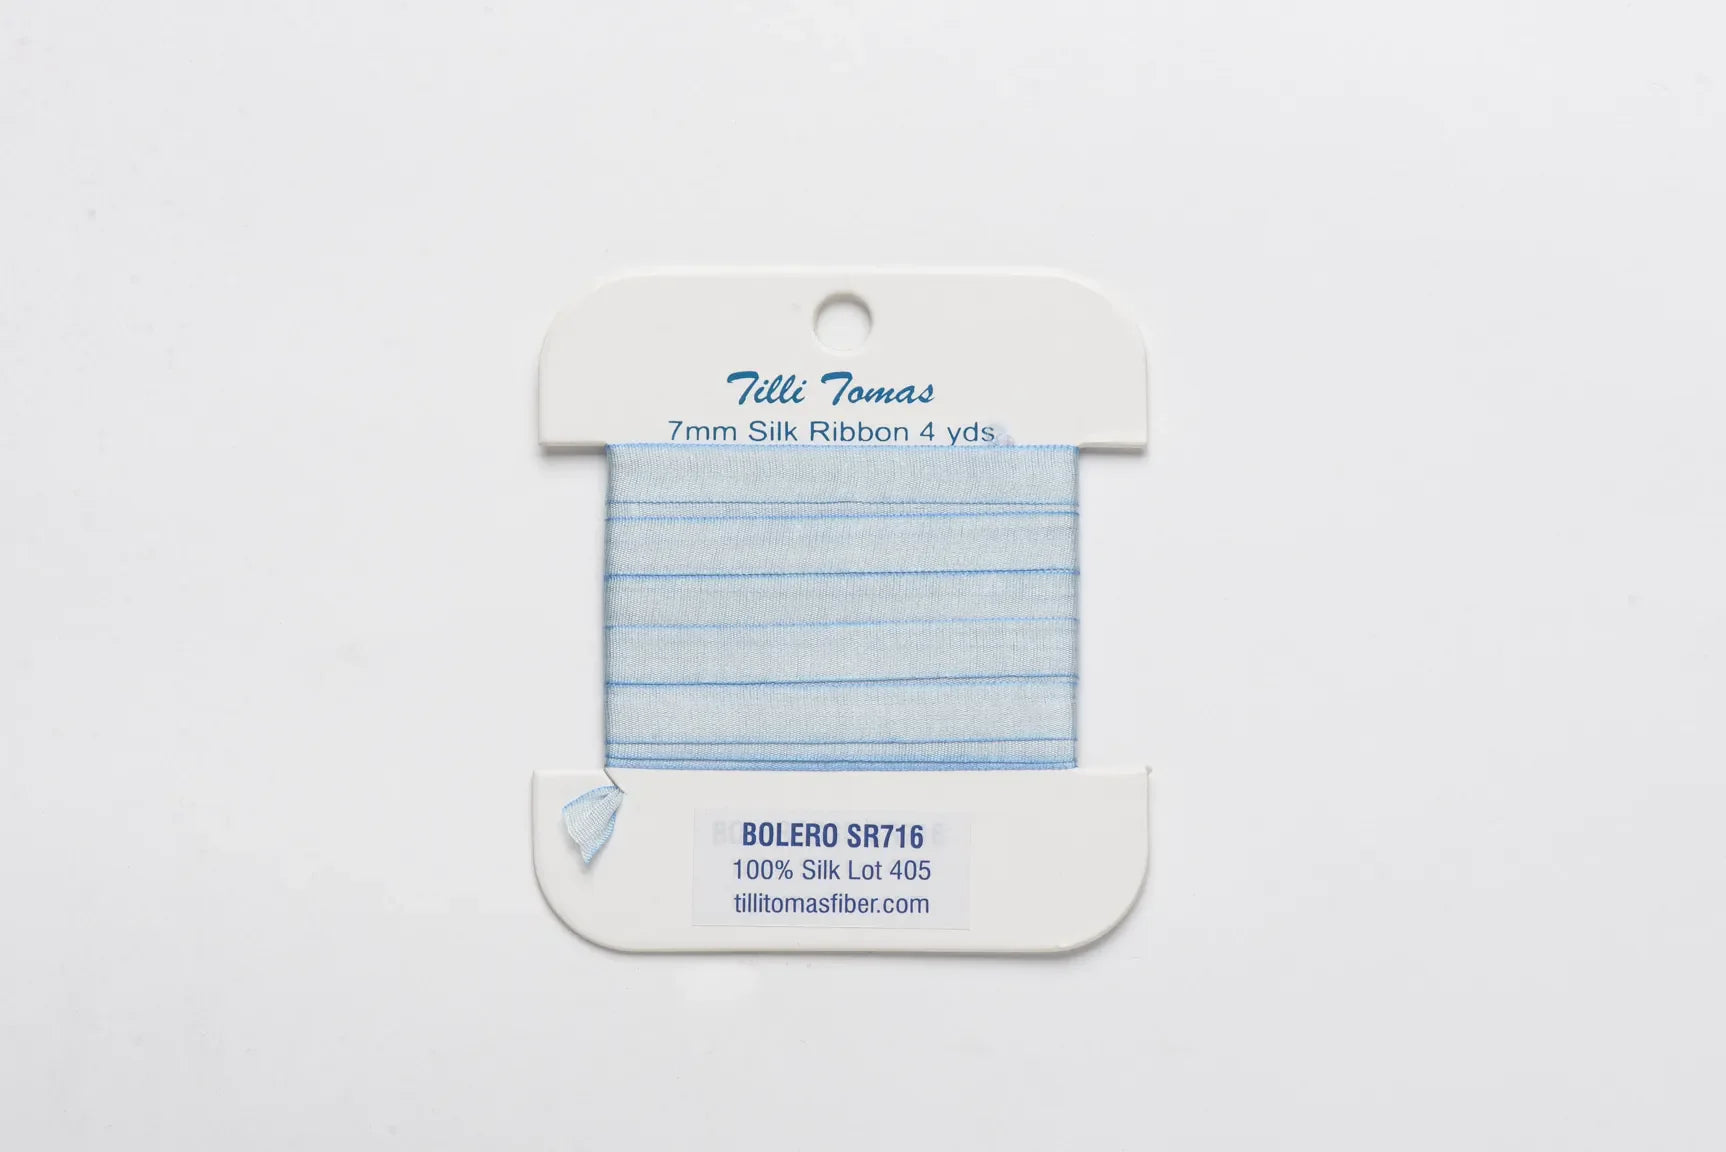 Tilli Tomas
7mm Silk Ribbon 4 yds
BOLERO SR716
100% Silk Lot 405
tillitomasfiber.com